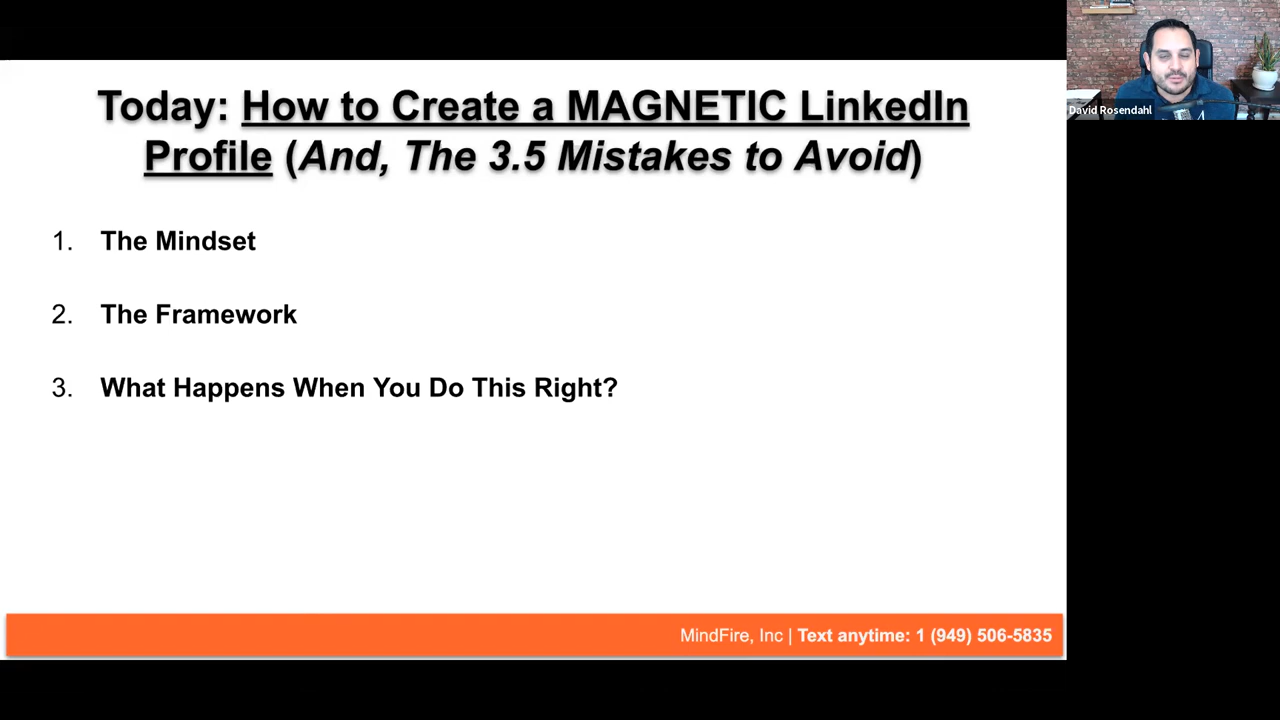 Today: How to Create a MAGNETIC LinkedIn
Profile (And, The 3.5 Mistakes to Avoid)
David Rosendahl
1. The Mindset
2. The Framework
3. What Happens When You Do This Right?
MindFire, Inc | Text anytime: 1 (949) 506-5835